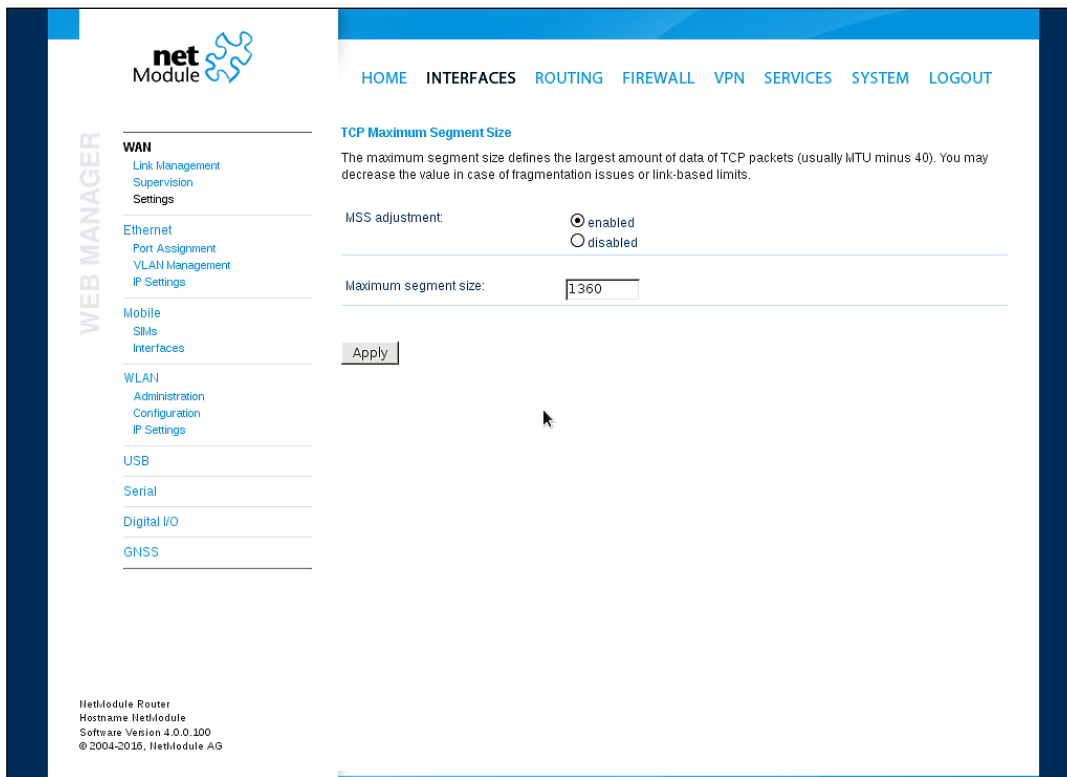 net
Module
HOME INTERFACES ROUTING FIREWALL VPN SERVICES SYSTEM LOGOUT
WEB MANAGER
WAN
Link Management
Supervision
Settings
Ethernet
Port Assignment
VLAN Management
IP Settings
Mobile
SIMs
Interfaces
WLAN
Administration
Configuration
IP Settings
USB
Serial
Digital I/O
GNSS
TCP Maximum Segment Size
The maximum segment size defines the largest amount of data of TCP packets (usually MTU minus 40). You may
decrease the value in case of fragmentation issues or link-based limits.
MSS adjustment:
enabled
disabled
Maximum segment size: 1360
Apply
NetModule Router
Hostname NetModule
Software Version 4.0.0.100
© 2004-2016, NetModule AG